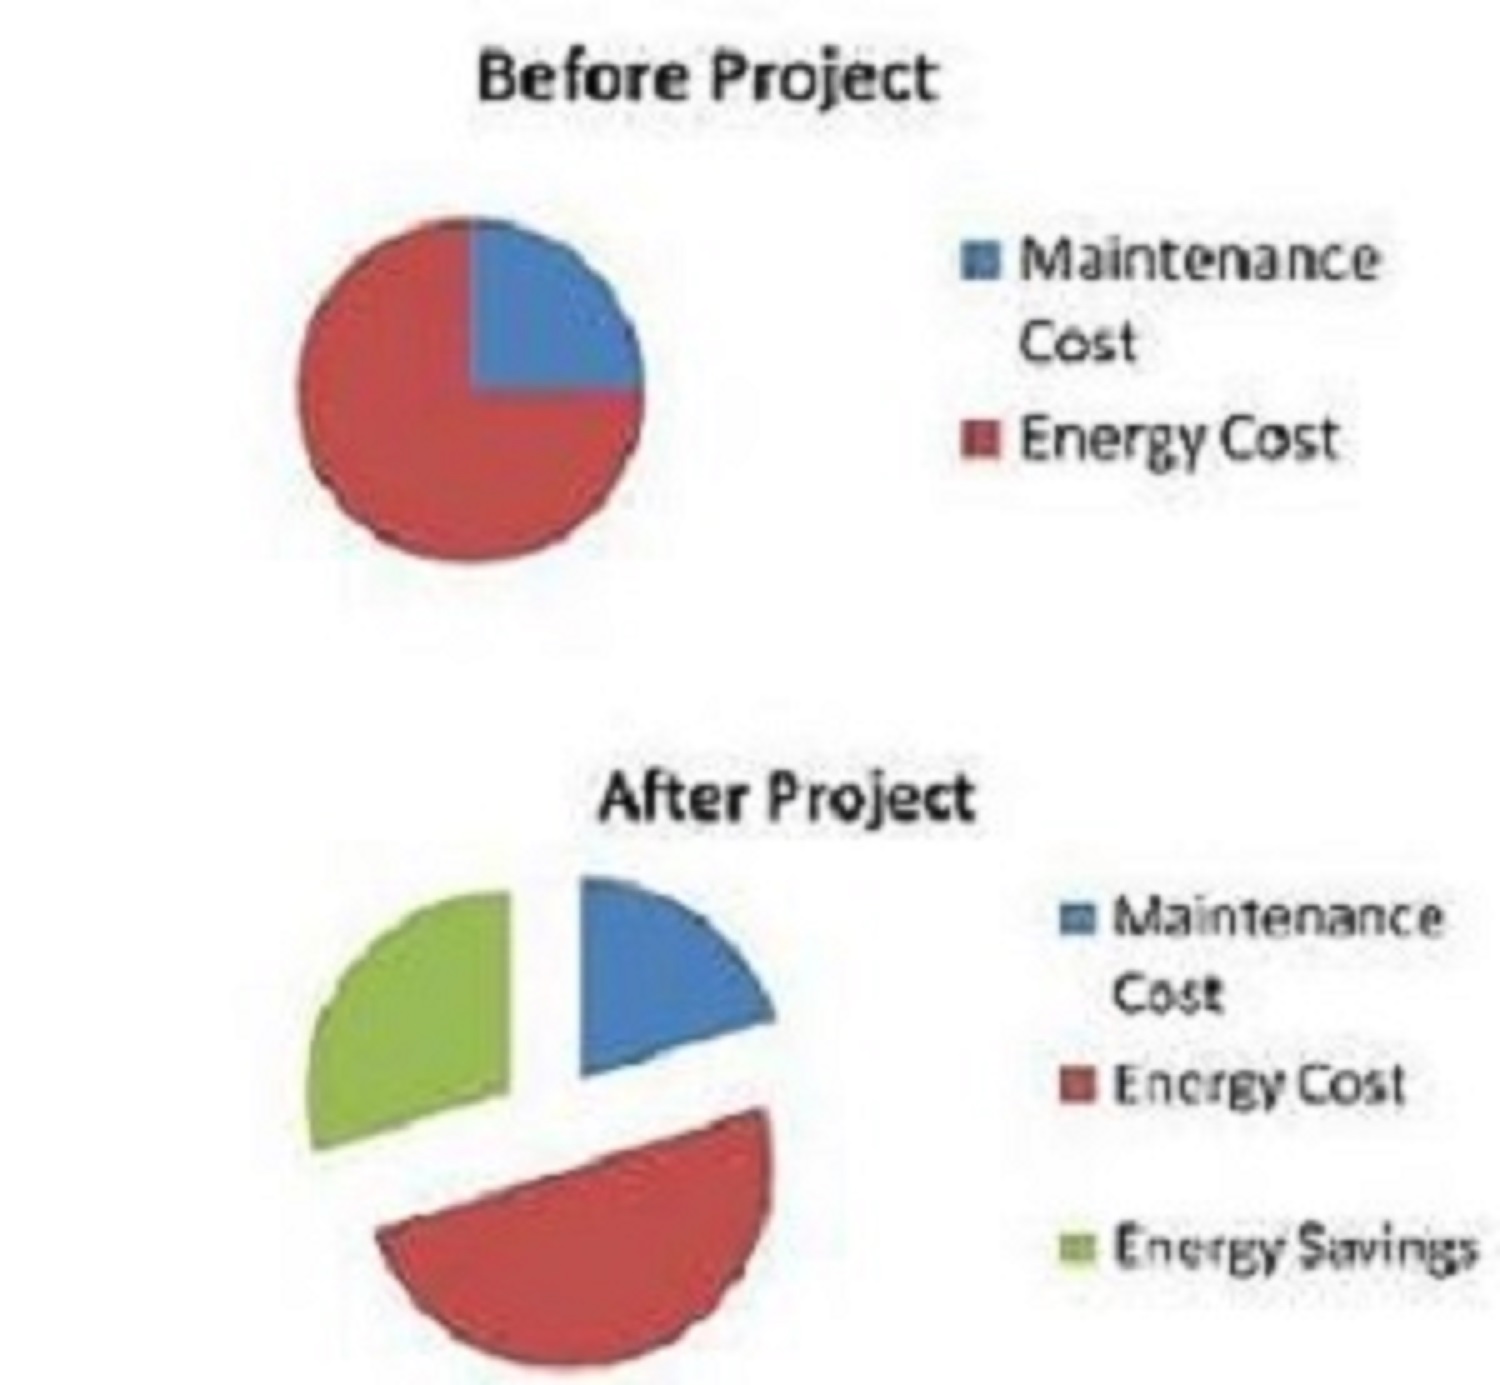 Before Project
Maintenance
Cost
Energy Cost
After Project
Maintenance
Cost
Energy Cost
Energy Savings